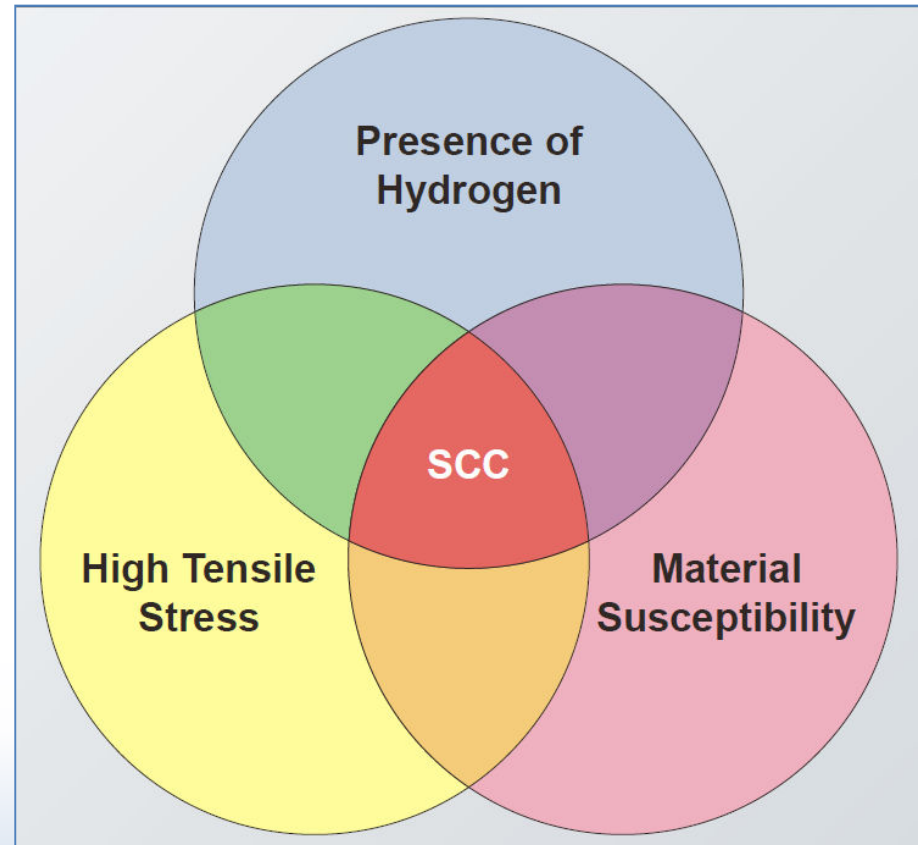 Presence of
Hydrogen
SCC
High Tensile
Stress
Material
Susceptibility